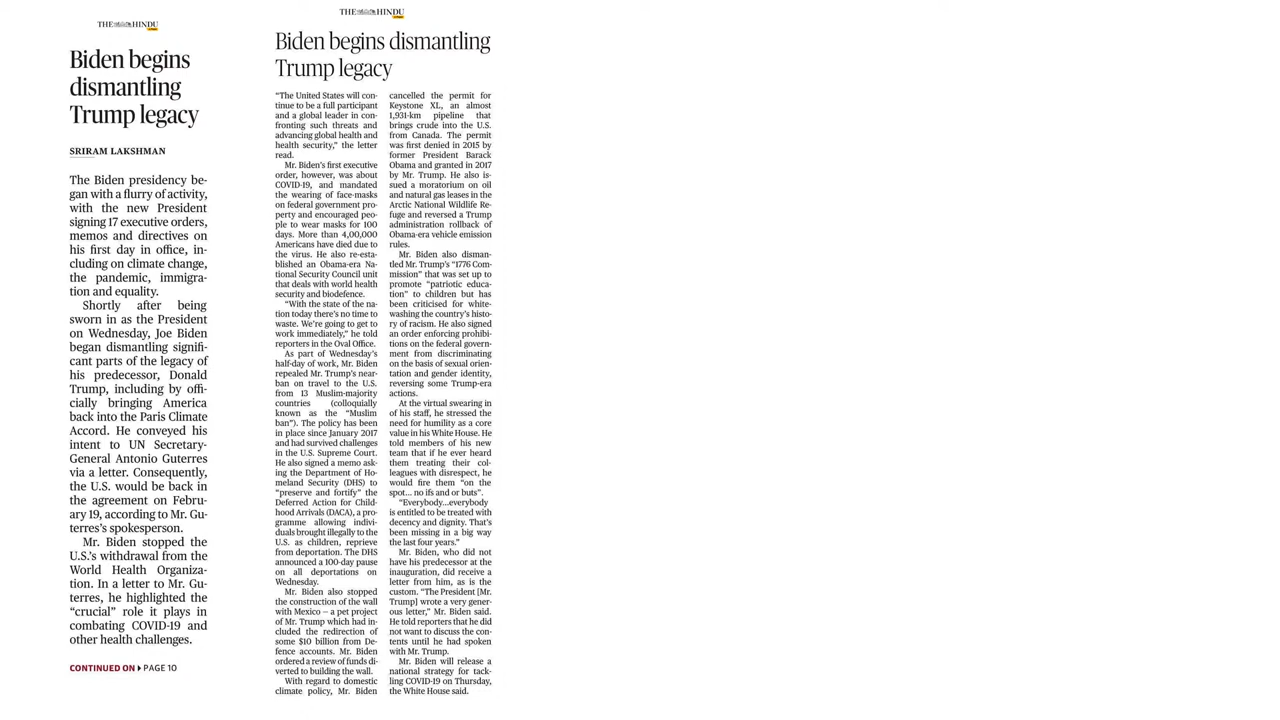 THE HINDU
Biden begins
dismantling
Trump legacy
SRIRAM LAKSHMAN
The Biden presidency be-
gan with a flurry of activity,
with the new President
signing 17 executive orders,
memos and directives on
his first day in office, in-
cluding on climate change,
the pandemic, immigra-
tion and equality.
Shortly after being
sworn in as the President
on Wednesday, Joe Biden
began dismantling signifi-
cant parts of the legacy of
his predecessor, Donald
Trump, including by offi-
cially bringing America
back into the Paris Climate
Accord. He conveyed his
intent to UN Secretary-
General Antonio Guterres
via a letter. Consequently,
the U.S. would be back in
the agreement on Febru-
ary 19, according to Mr. Gu-
terres's spokesperson.
Mr. Biden stopped the
U.S.'s withdrawal from the
World Health Organiza-
tion. In a letter to Mr. Gu-
terres, he highlighted the
“crucial” role it plays in
combating COVID-19 and
other health challenges.
CONTINUED ON PAGE 10
THE HINDU
Biden begins dismantling
Trump legacy
“The United States will con-
tinue to be a full participant
and a global leader in con-
fronting such threats and
advancing global health and
health security,” the letter
read.
Mr. Biden's first executive
order, however, was about
COVID-19, and mandated
the wearing of face-masks
on federal government pro-
perty and encouraged peo-
ple to wear masks for 100
days. More than 4,00,000
Americans have died due to
the virus. He also re-esta-
blished an Obama-era Na-
tional Security Council unit
that deals with world health
security and biodefence.
“With the state of the na-
tion today there's no time to
waste. We're going to get to
work immediately,” he told
reporters in the Oval Office.
As part of Wednesday's
half-day of work, Mr. Biden
repealed Mr. Trump's near-
ban on travel to the U.S.
from 13 Muslim-majority
countries (colloquially
known as the “Muslim
ban”). The policy has been
in place since January 2017
and had survived challenges
in the U.S. Supreme Court.
He also signed a memo ask-
ing the Department of Ho-
meland Security (DHS) to
“preserve and fortify” the
Deferred Action for Child-
hood Arrivals (DACA), a pro-
gramme allowing indivi-
duals brought illegally to the
U.S. as children, reprieve
from deportation. The DHS
announced a 100-day pause
on all deportations on
Wednesday.
Mr. Biden also stopped
the construction of the wall
with Mexico – a pet project
of Mr. Trump which had in-
cluded the redirection of
some $10 billion from De-
fence accounts. Mr. Biden
ordered a review of funds di-
verted to building the wall.
With regard to domestic
climate policy, Mr. Biden
cancelled the permit for
Keystone XL, an almost
1,931-km pipeline that
brings crude into the U.S.
from Canada. The permit
was first denied in 2015 by
former President Barack
Obama and granted in 2017
by Mr. Trump. He also is-
sued a moratorium on oil
and natural gas leases in the
Arctic National Wildlife Re-
fuge and reversed a Trump
administration rollback of
Obama-era vehicle emission
rules.
Mr. Biden also disman-
tled Mr. Trump's “1776 Com-
mission” that was set up to
promote “patriotic educa-
tion” to children but has
been criticised for white-
washing the country's histo-
ry of racism. He also signed
an order enforcing prohibi-
tions on the federal govern-
ment from discriminating
on the basis of sexual orien-
tation and gender identity,
reversing some Trump-era
actions.
At the virtual swearing in
of his staff, he stressed the
need for humility as a core
value in his White House. He
told members of his new
team that if he ever heard
them treating their col-
leagues with disrespect, he
would fire them “on the
spot... no ifs and or buts”.
“Everybody...everybody
is entitled to be treated with
decency and dignity. That's
been missing in a big way
the last four years.”
Mr. Biden, who did not
have his predecessor at the
inauguration, did receive a
letter from him, as is the
custom. “The President [Mr.
Trump] wrote a very gener-
ous letter,” Mr. Biden said.
He told reporters that he did
not want to discuss the con-
tents until he had spoken
with Mr. Trump.
Mr. Biden will release a
national strategy for tack-
ling COVID-19 on Thursday,
the White House said.